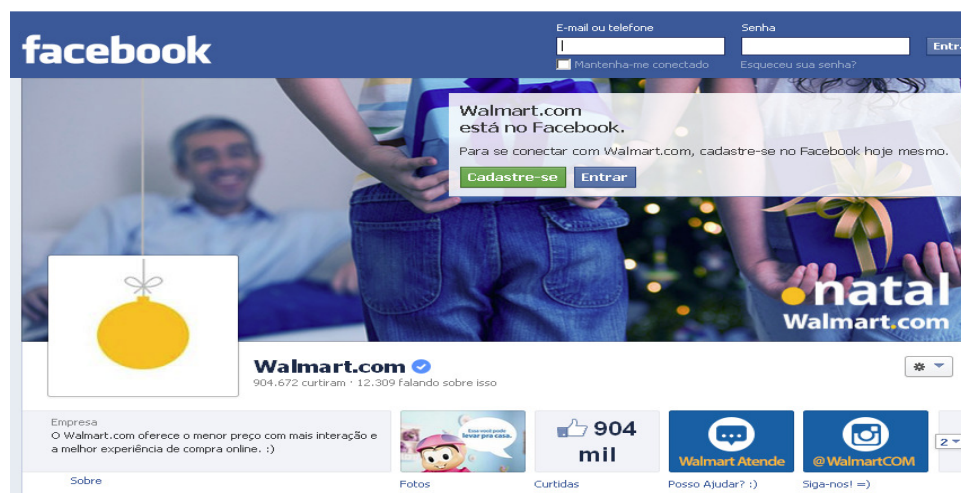 facebook
E-mail ou telefone
Senha
Mantenha-me conectado
Esqueceu sua senha?
Walmart.com
está no Facebook.
Para se conectar com Walmart.com, cadastre-se no Facebook hoje mesmo.
Cadastre-se Entrar
natal
Walmart.com
Walmart.com
904.672 curtiram · 12.309 falando sobre isso
Empresa
O Walmart.com oferece o menor preço com mais interação e
a melhor experiência de compra online. :)
Sobre
levar pra casa.
Fotos
904
mil
Curtidas
Walmart Atende
Posso Ajudar? :)
@WalmartCOM
Siga-nos! =)
2